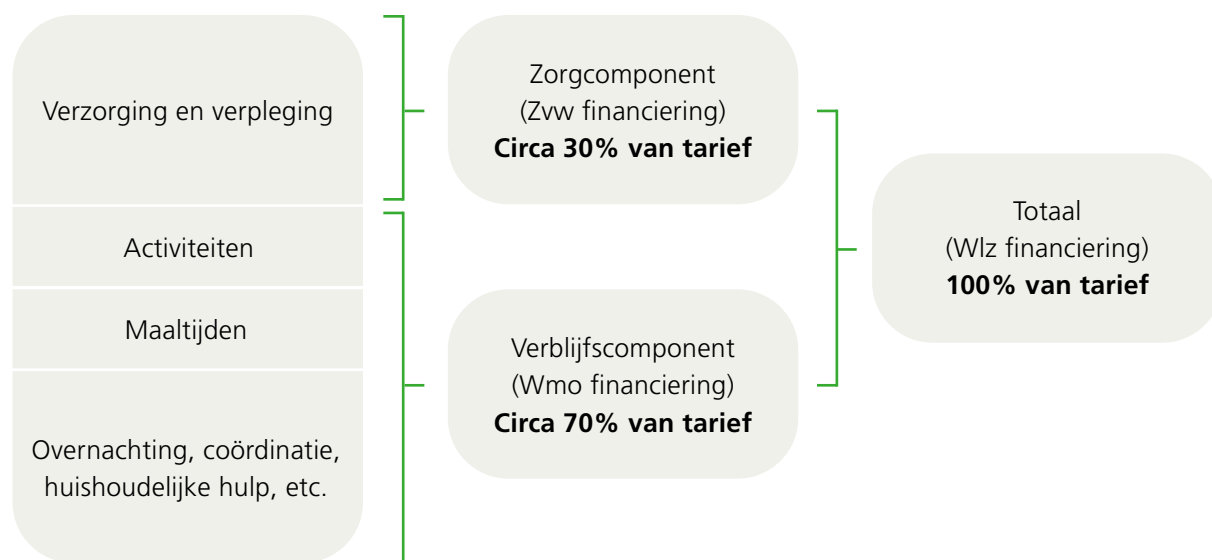 Verzorging en verpleging
Activiteiten
Maaltijden
Overnachting, coördinatie,
huishoudelijke hulp, etc.
Zorgcomponent
(Zvw financiering)
Circa 30% van tarief
Verblijfscomponent
(Wmo financiering)
Circa 70% van tarief
Totaal
(Wlz financiering)
100% van tarief